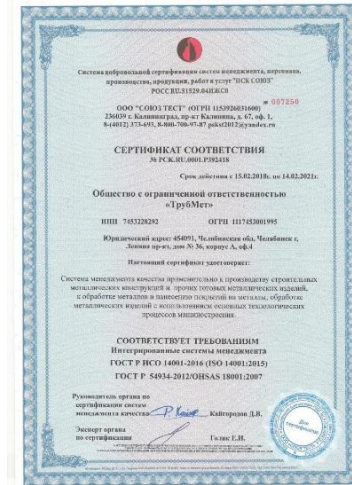 Система добровольной сертификации систем менеджмента, персонала,
производства, продукции, работ и услуг "ПСК СОЮЗ"
РОСС RU.31529.04ИЖС0
№ 007250
ООО "СОЮЗ ТЕСТ" (ОГРН 1153926031600)
236039 г. Калининград, пр-кт Калинина, д. 67, оф. 1,
8-(4012) 373-693, 8-800-700-97-87 psksl2012@yandex.ru
СЕРТИФИКАТ СООТВЕТСТВИЯ
№ PCK.RU.0001.P392418
Срок действия с 15.02.2018г. по 14.02.2021г.
Общество с ограниченной ответственностью
«ТрубМет»
ИНН 7453228292 ОГРН 1117453001995
Юридический адрес: 454091, Челябинская обл, Челябинск г,
Ленина пр-кт, дом № 36, корпус А, оф.4
Настоящий сертификат удостоверяет:
Система менеджмента качества применительно к производству строительных
металлических конструкций и прочих готовых металлических изделий,
к обработке металлов и нанесению покрытий на металлы, обработке
металлических изделий с использованием основных технологических
процессов машиностроения.
СООТВЕТСТВУЕТ ТРЕБОВАНИЯМ
Интегрированные системы менеджмента
ГОСТ Р ИСО 14001-2016 (ISO 14001:2015)
ГОСТ Р 54934-2012/OHSAS 18001:2007
Руководитель органа по
сертификации систем
менеджмента качества Кайгородов Д.В.
Эксперт органа
по сертификации Голяк Е.И.
Для
сертификатов